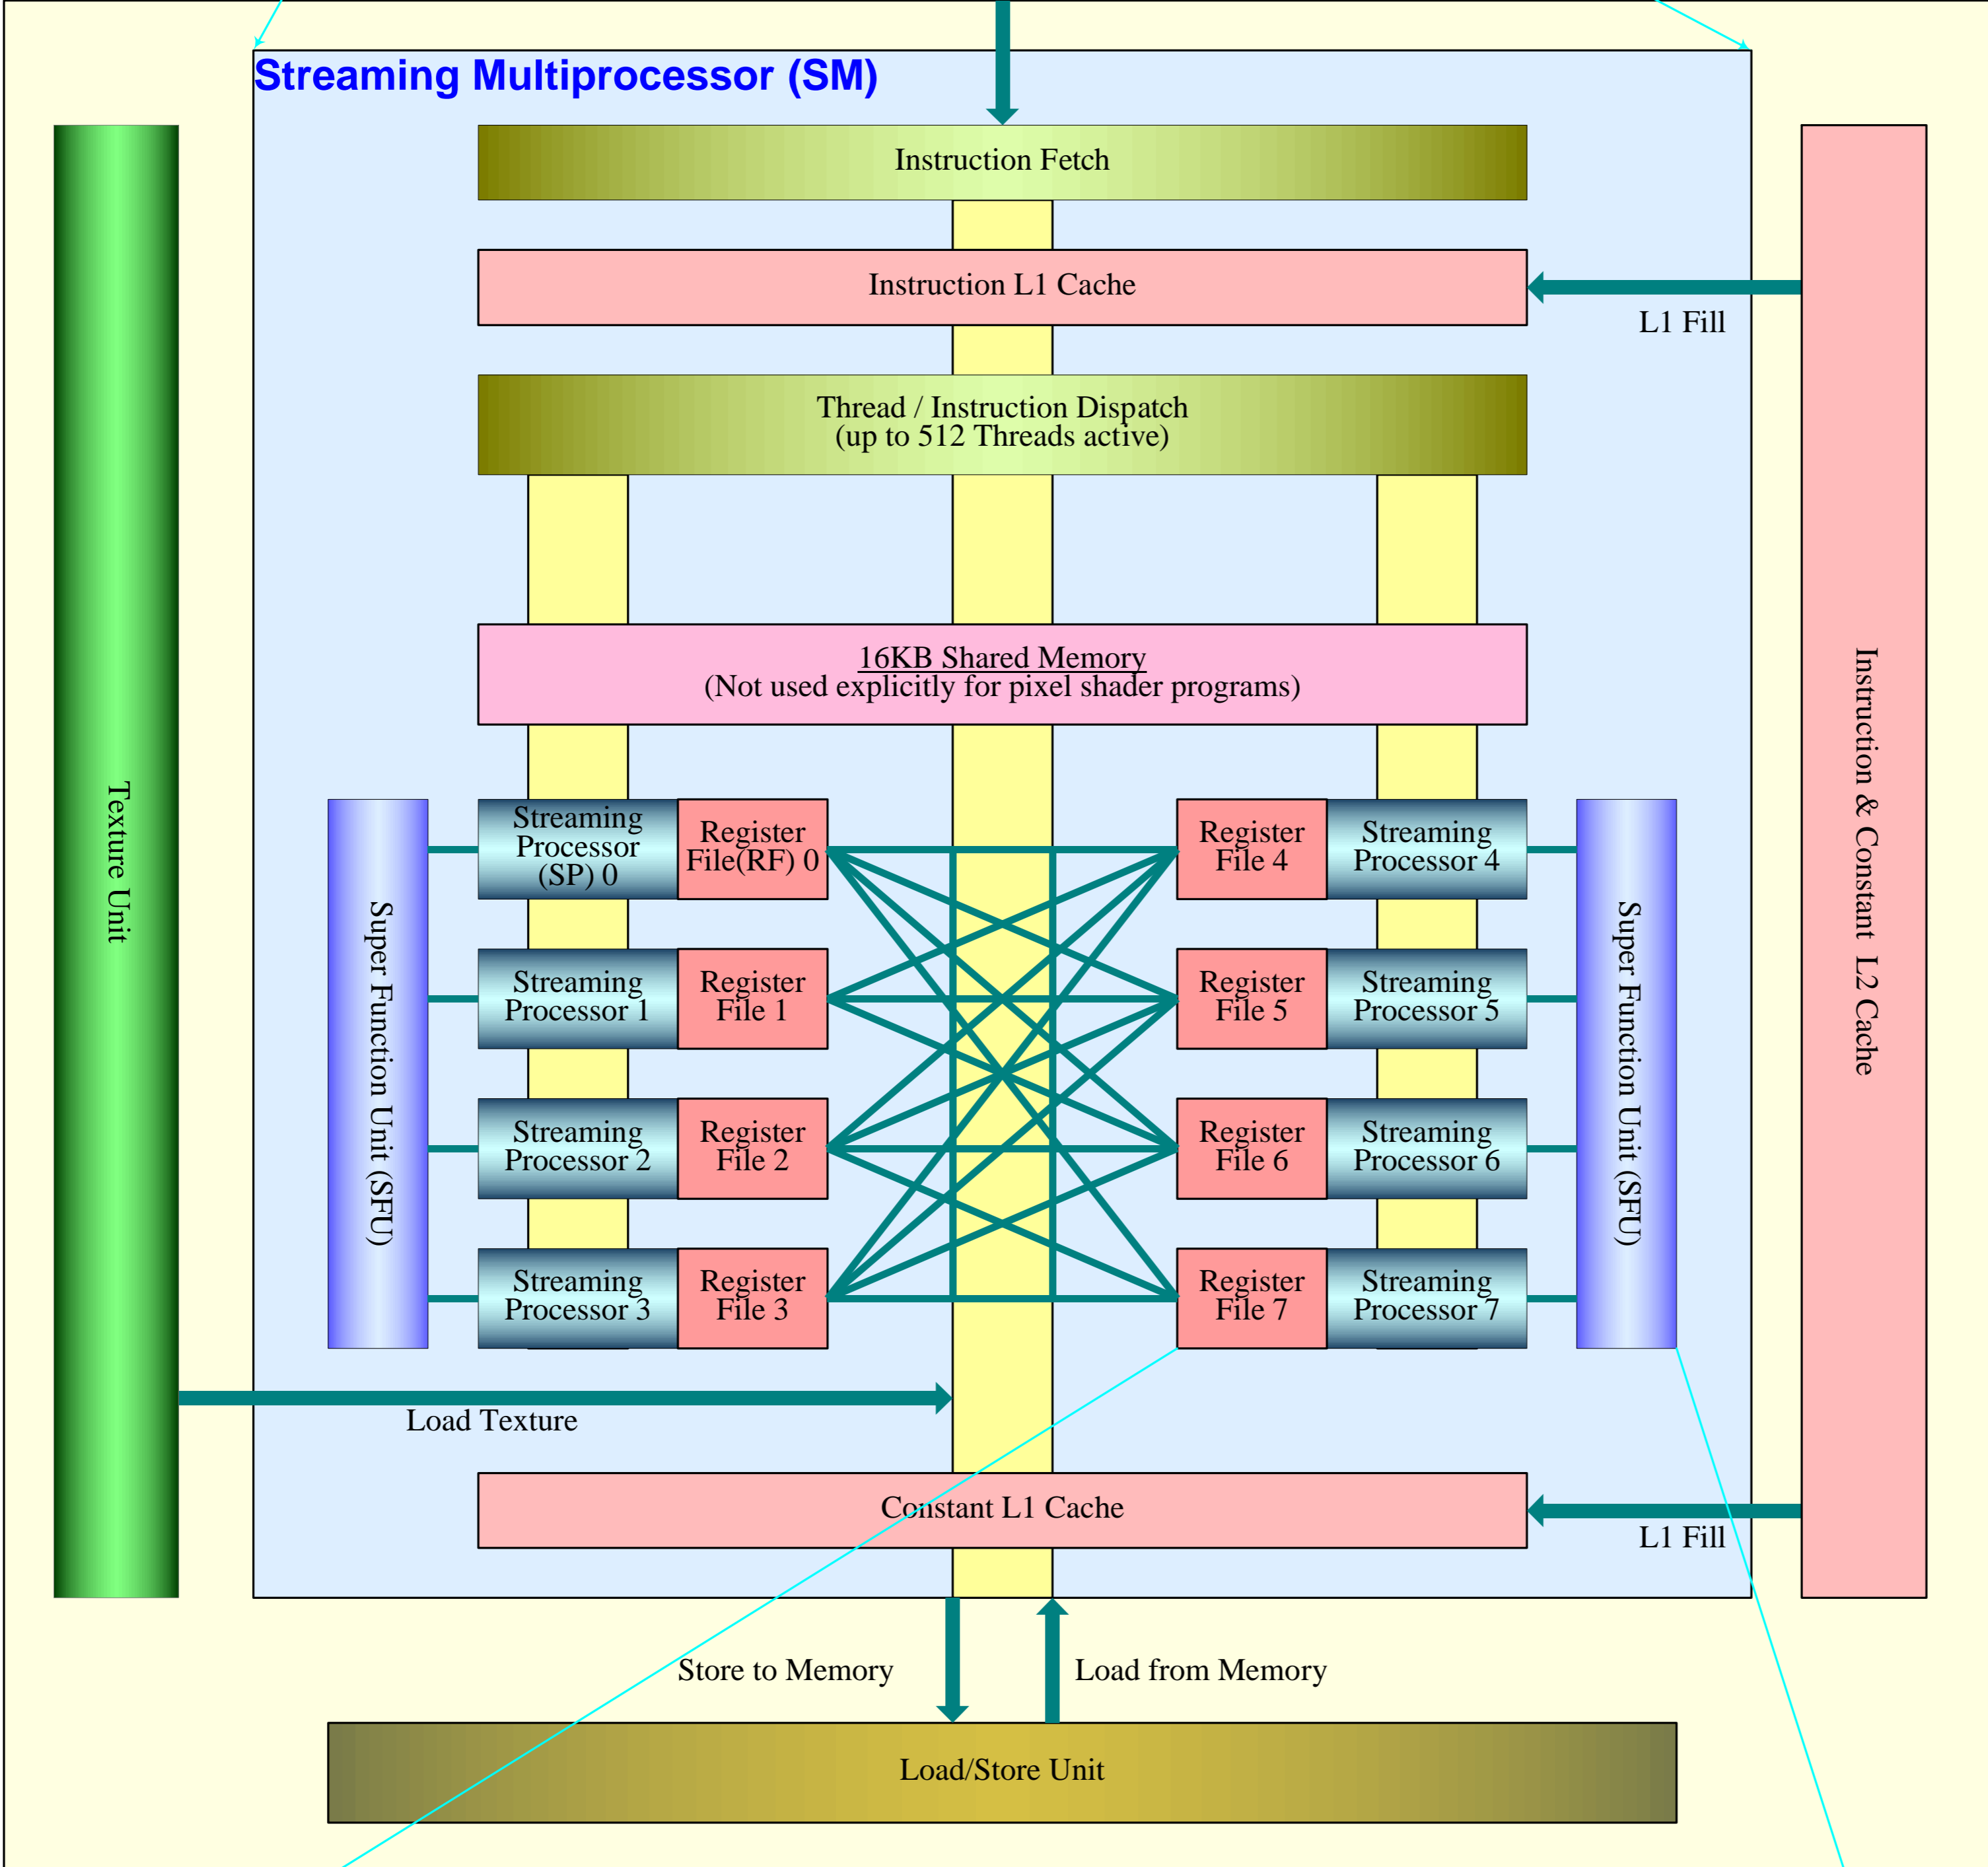 Streaming Multiprocessor (SM)
Instruction Fetch
Instruction L1 Cache
L1 Fill
Thread / Instruction Dispatch
(up to 512 Threads active)
16KB Shared Memory
(Not used explicitly for pixel shader programs)
Texture Unit
Super Function Unit (SFU)
Streaming
Processor
(SP) 0
Register
File(RF) 0
Register
File 4
Streaming
Processor 4
Streaming
Processor 1
Register
File 1
Register
File 5
Streaming
Processor 5
Streaming
Processor 2
Register
File 2
Register
File 6
Streaming
Processor 6
Streaming
Processor 3
Register
File 3
Register
File 7
Streaming
Processor 7
Super Function Unit (SFU)
Instruction & Constant L2 Cache
Load Texture
Constant L1 Cache
L1 Fill
Store to Memory
Load from Memory
Load/Store Unit